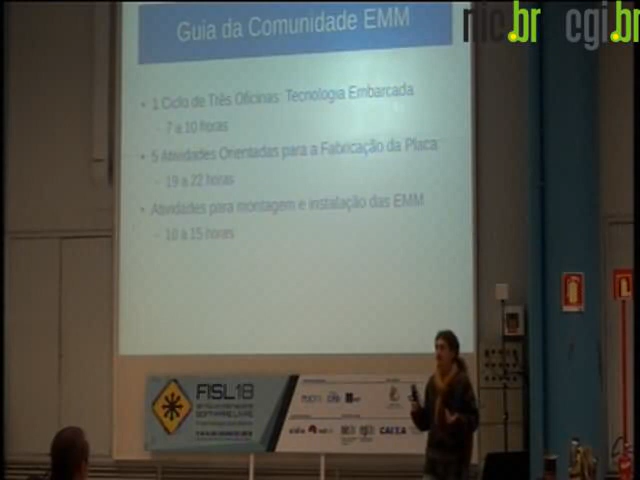 nic.br cgi.br
Guia da Comunidade EMM
• 1 Ciclo de Três Oficinas: Tecnologia Embarcada
– 7 a 10 horas
• 5 Atividades Orientadas para a Fabricação da Placa
– 19 a 22 horas
• Atividades para montagem e instalação das EMM
– 10 a 15 horas
FISL18
SOFTWARE LIVRE
CAIXA